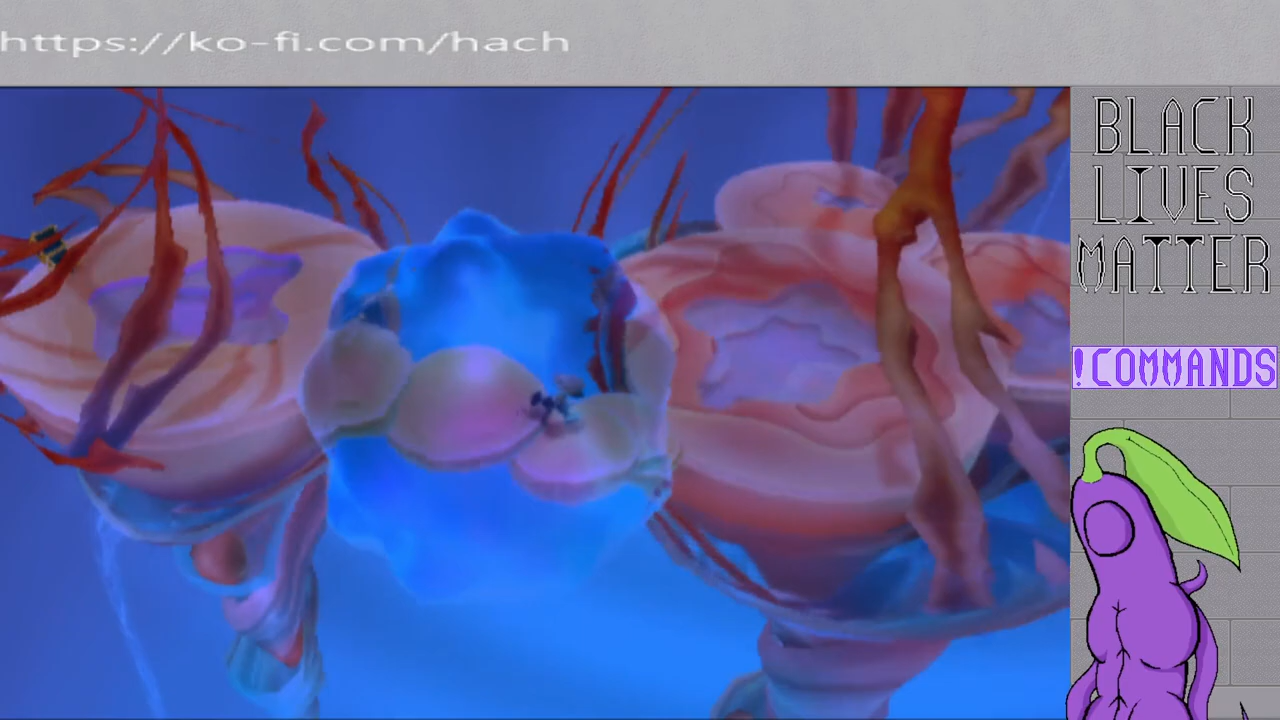 https://ko-fi.com/hach
BLACK
LIVES
MATTER
!COMMANDS